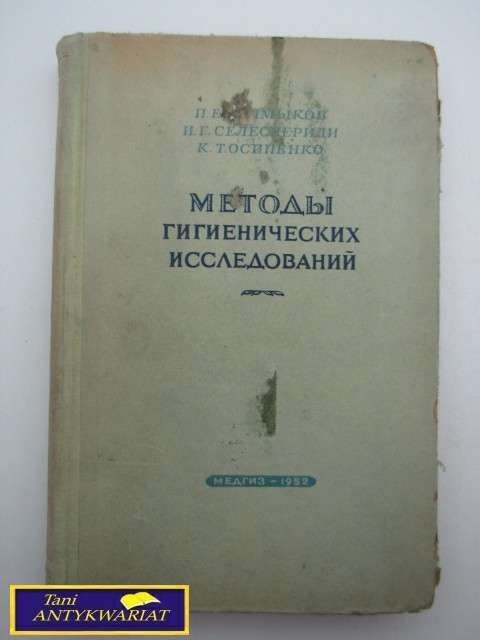 П. Е.
И. Г.
К. Т. ОСИПЕНКО
МЕТОДЫ
ГИГИЕНИЧЕСКИХ
ИССЛЕДОВАНИЙ
МЕДГИЗ – 1952
Tani
ANTYKWARIAT